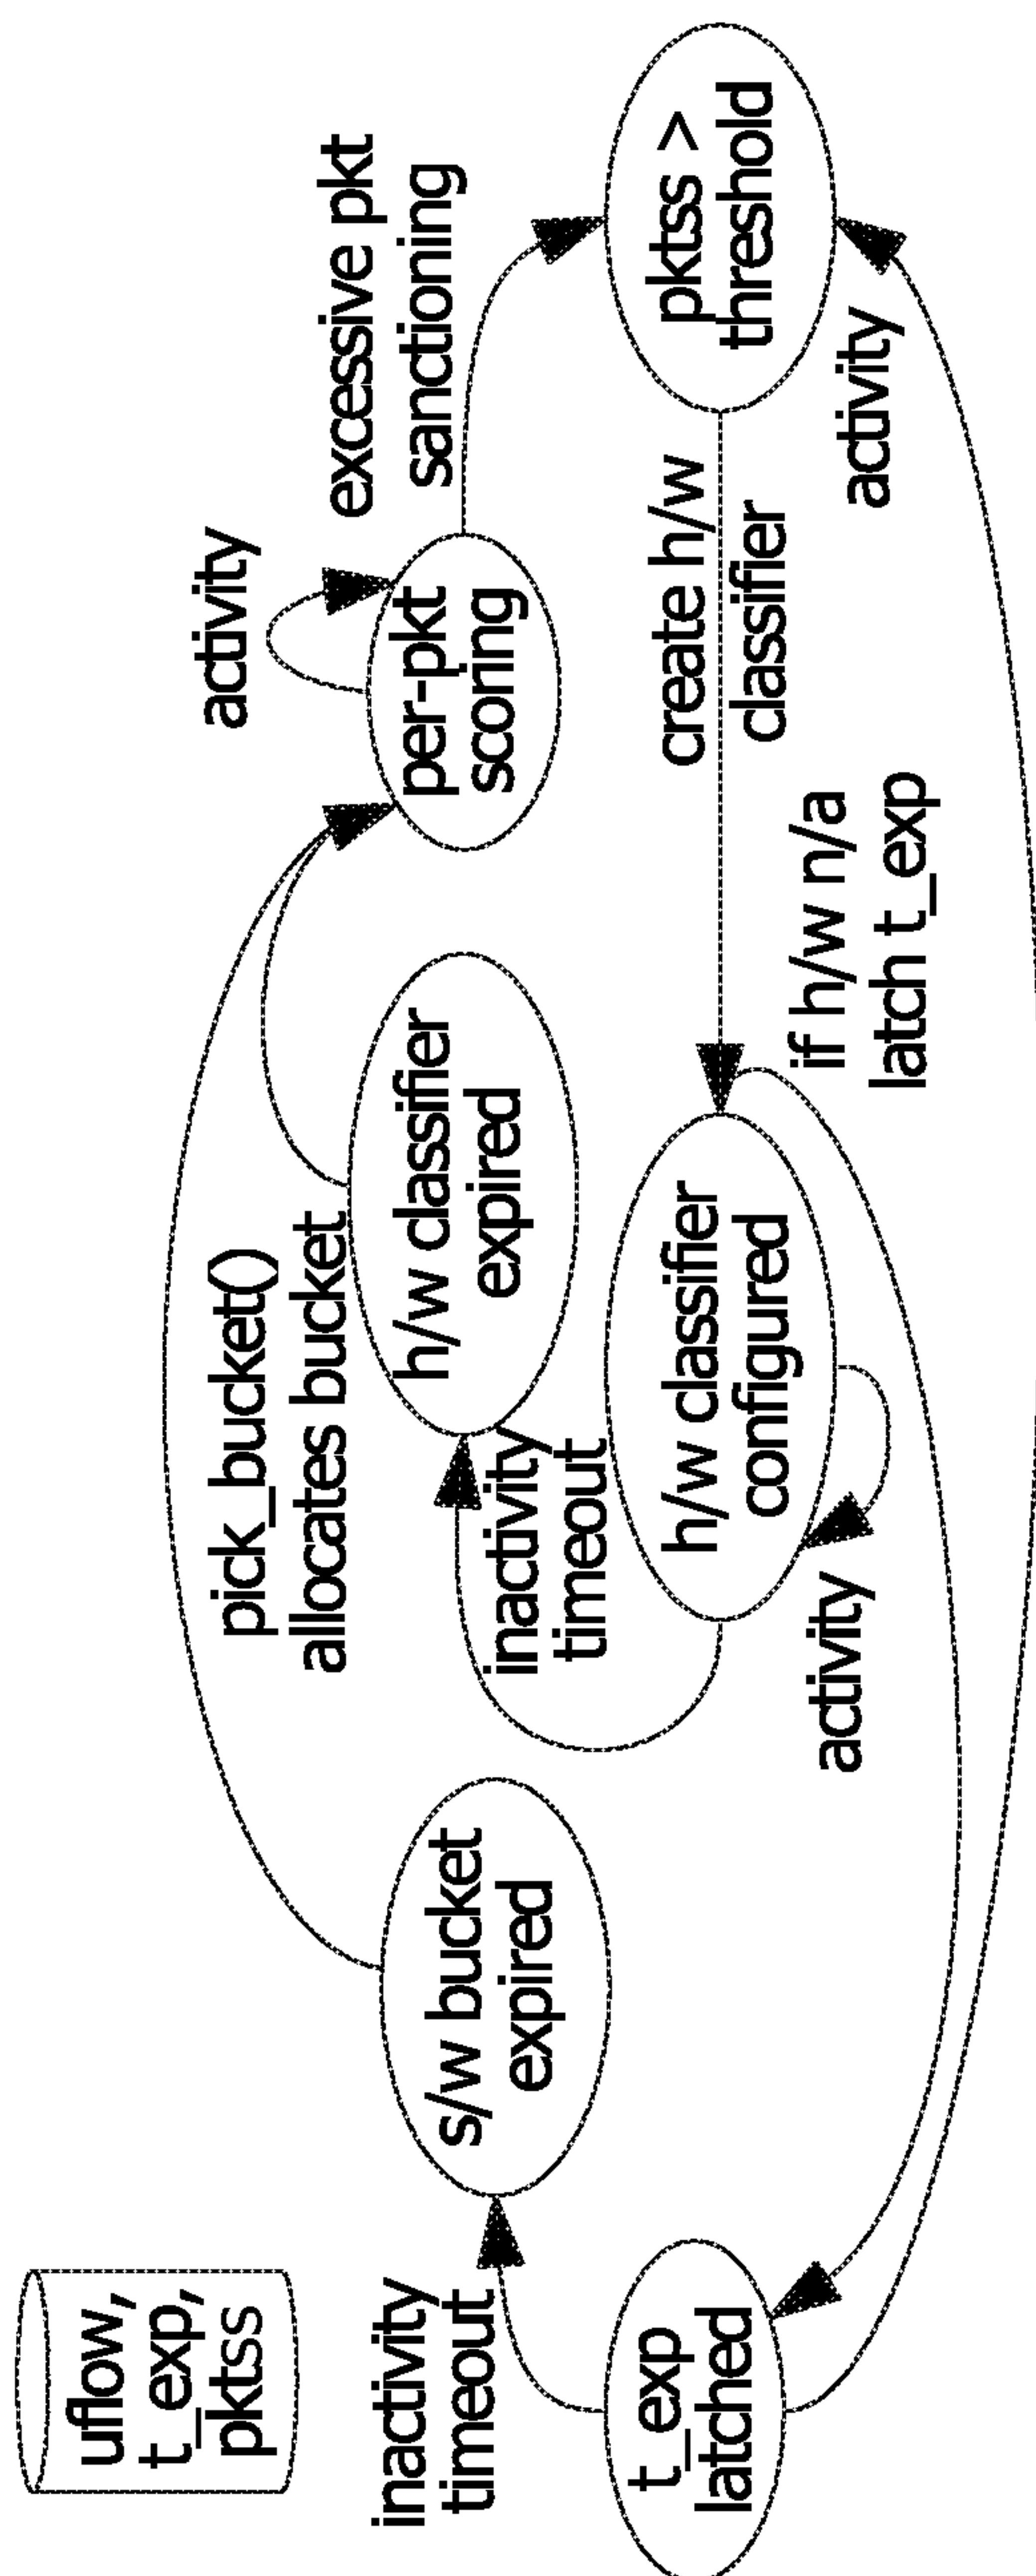 uflow,
t_exp,
pktss
inactivity
timeout
t_exp
latched
s/w bucket
expired
pick_bucket()
allocates bucket
inactivity
timeout
h/w classifier
expired
h/w classifier
configured
activity
activity
per-pkt
scoring
excessive pkt
sanctioning
create h/w
classifier
if h/w n/a
latch t_exp
pktss >
threshold
activity